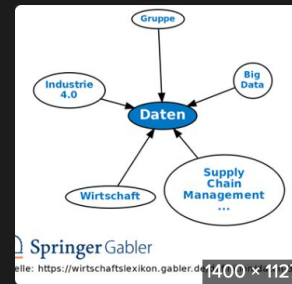 Gruppe
Big
Data
Industrie
4.0
Daten
Supply
Chain
Management
...
Wirtschaft
Springer Gabler
elle: https://wirtschaftslexikon.gabler.de
1400 × 112